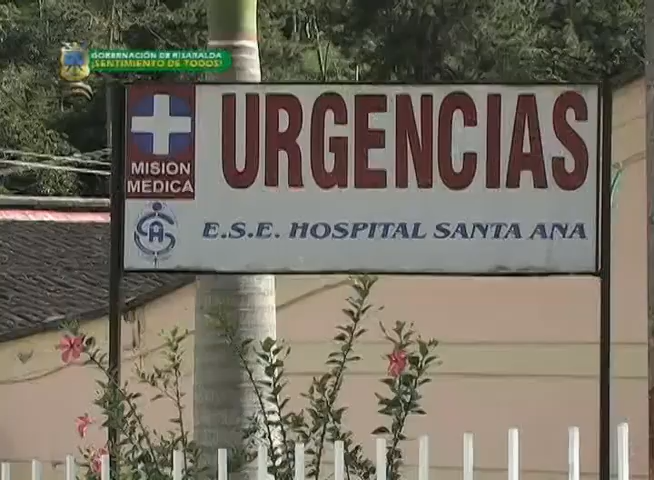 GOBERNACIÓN DE RISARALDA
¡SENTIMIENTO DE TODOS!
URGENCIAS
MISION
MEDICA
E.S.E. HOSPITAL SANTA ANA